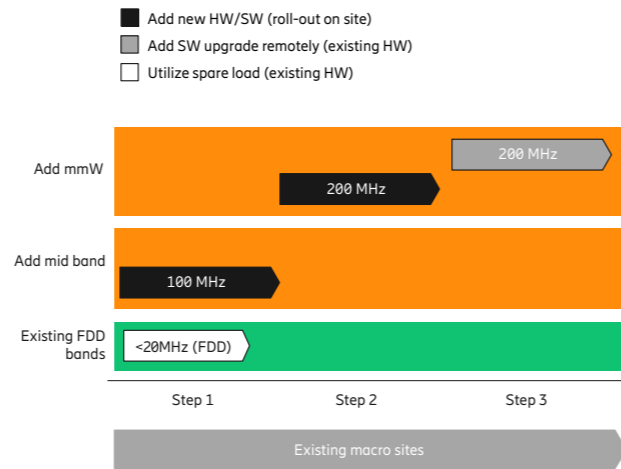 Add new HW/SW (roll-out on site)
Add SW upgrade remotely (existing HW)
Utilize spare load (existing HW)
Add mmW
200 MHz
200 MHz
Add mid band
100 MHz
Existing FDD
bands
<20MHz (FDD)
Step 1
Step 2
Step 3
Existing macro sites